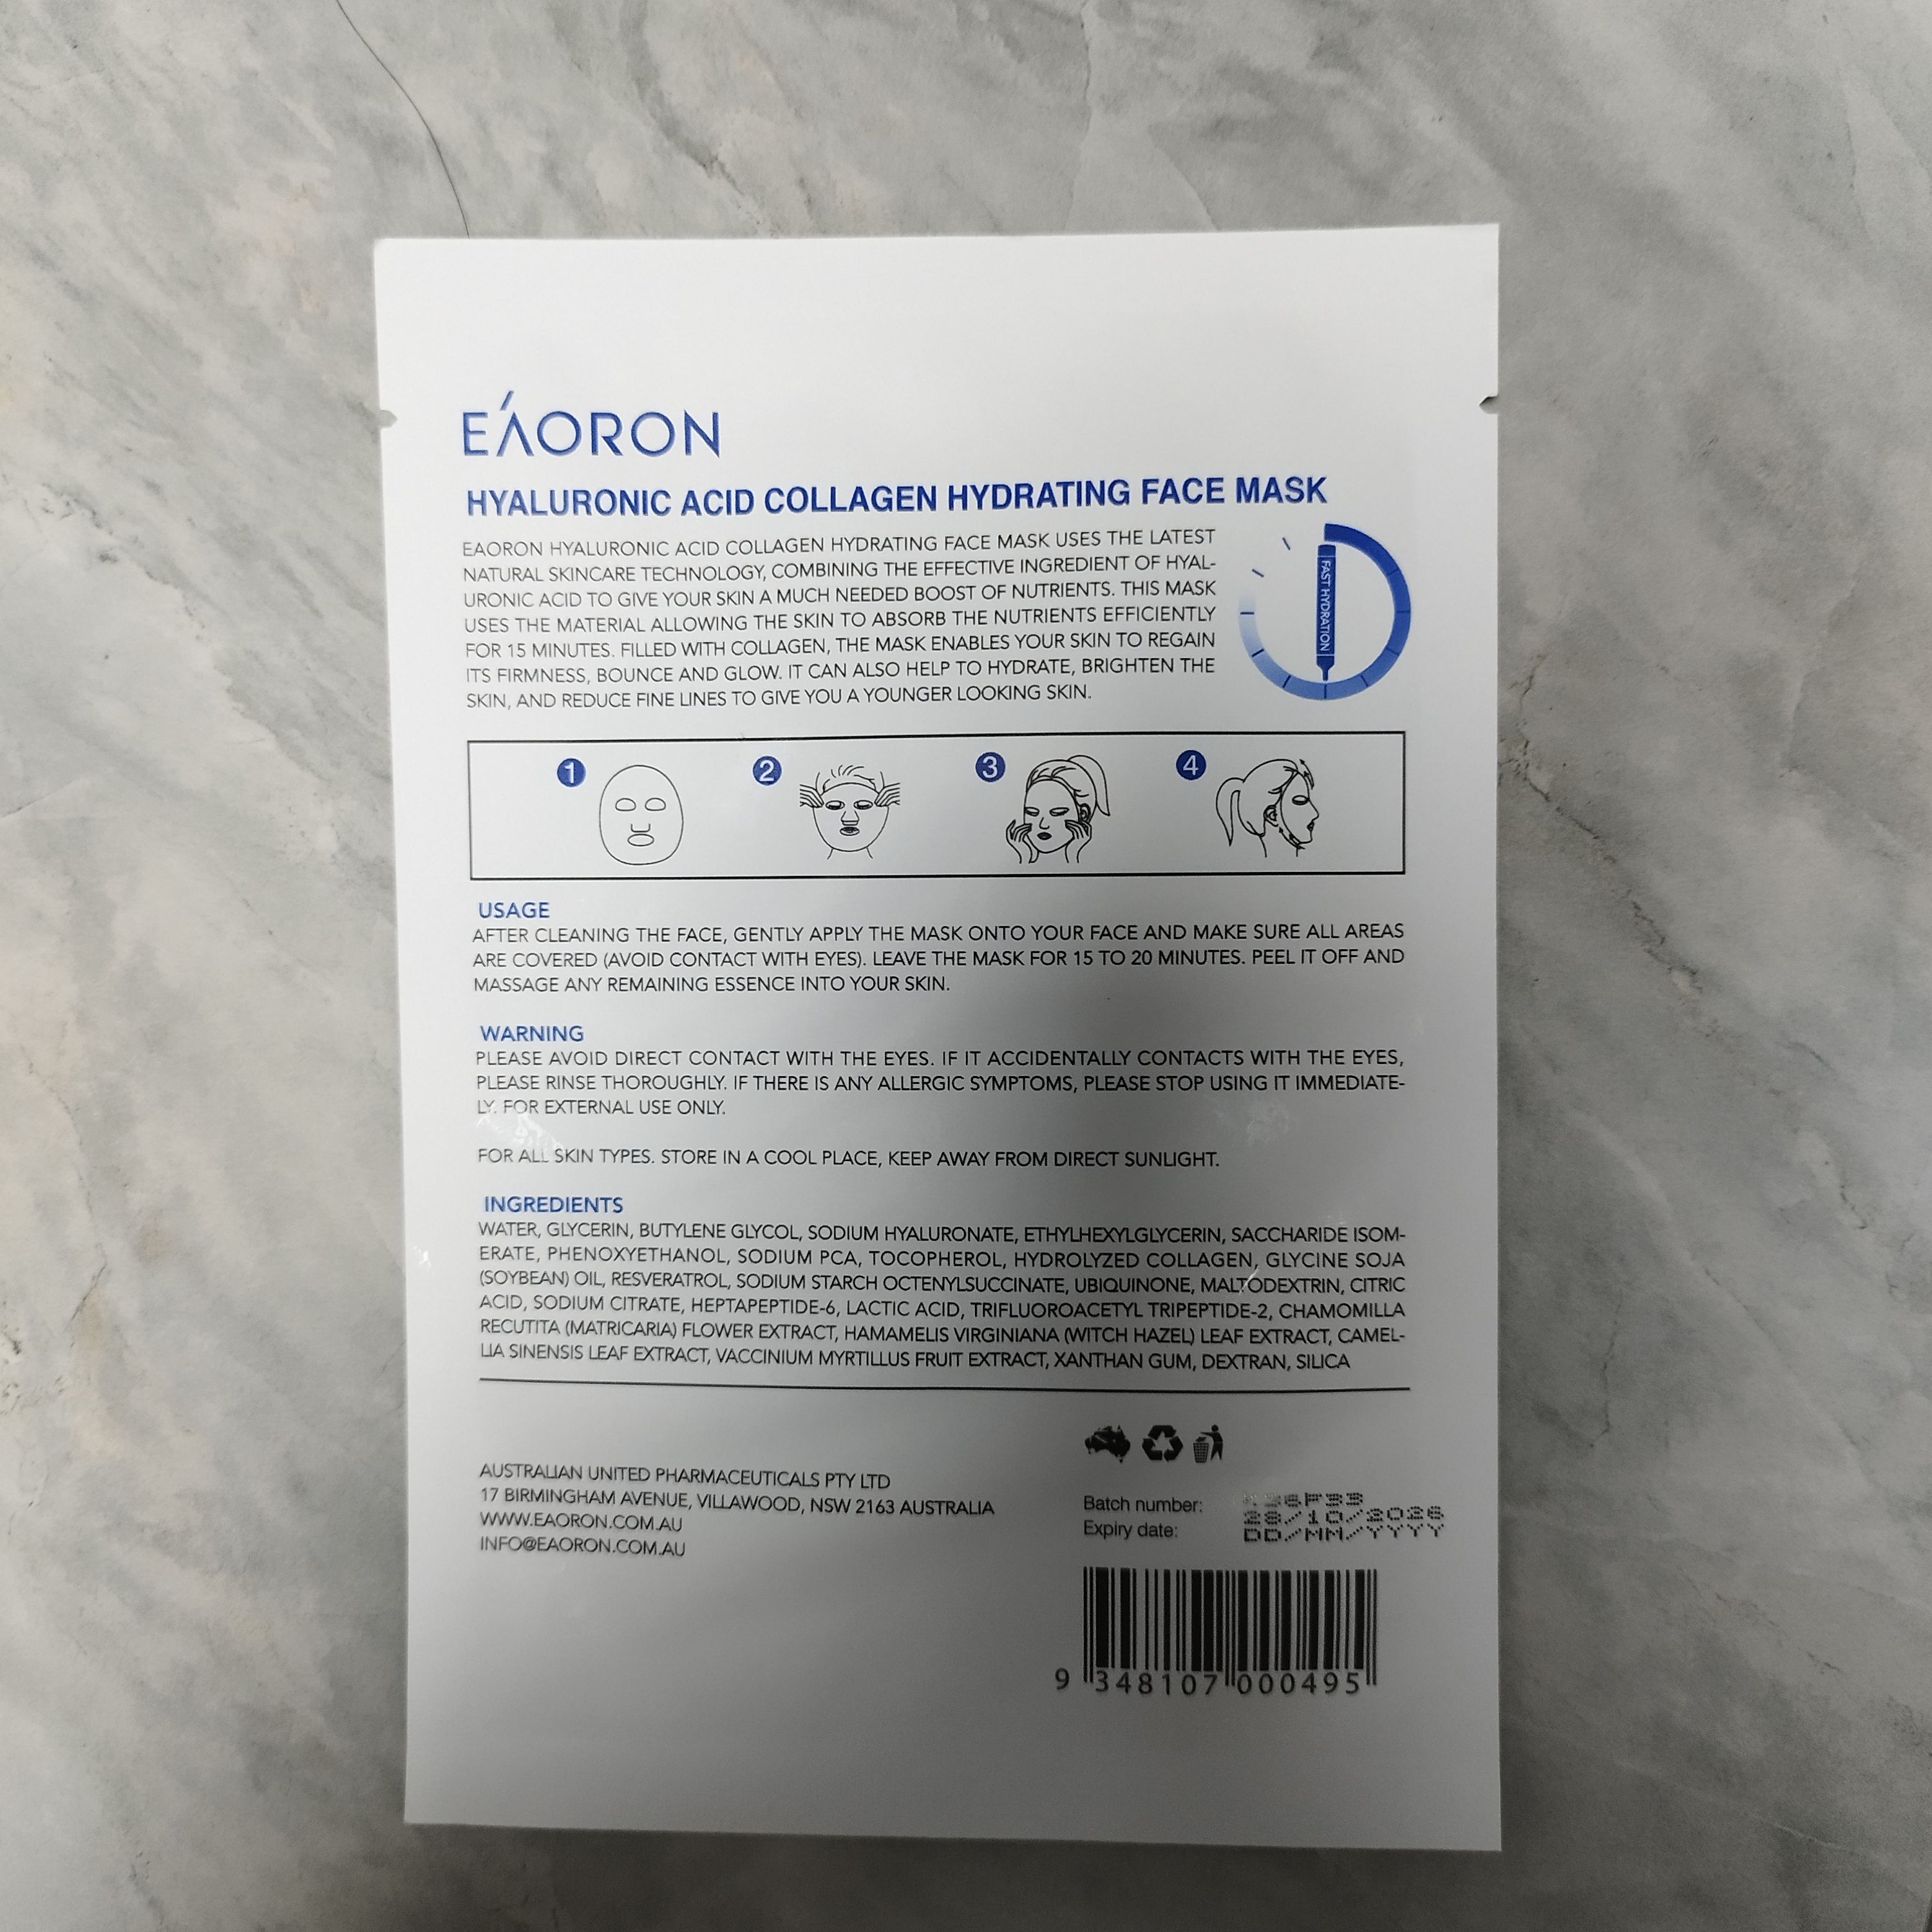 EÁORON
HYALURONIC ACID COLLAGEN HYDRATING FACE MASK
EAORON HYALURONIC ACID COLLAGEN HYDRATING FACE MASK USES THE LATEST
NATURAL SKINCARE TECHNOLOGY, COMBINING THE EFFECTIVE INGREDIENT OF HYAL-
URONIC ACID TO GIVE YOUR SKIN A MUCH NEEDED BOOST OF NUTRIENTS. THIS MASK
USES THE MATERIAL ALLOWING THE SKIN TO ABSORB THE NUTRIENTS EFFICIENTLY
FOR 15 MINUTES. FILLED WITH COLLAGEN, THE MASK ENABLES YOUR SKIN TO REGAIN
ITS FIRMNESS, BOUNCE AND GLOW. IT CAN ALSO HELP TO HYDRATE, BRIGHTEN THE
SKIN, AND REDUCE FINE LINES TO GIVE YOU A YOUNGER LOOKING SKIN.
FAST HYDRATION
1
2
3
4
USAGE
AFTER CLEANING THE FACE, GENTLY APPLY THE MASK ONTO YOUR FACE AND MAKE SURE ALL AREAS
ARE COVERED (AVOID CONTACT WITH EYES). LEAVE THE MASK FOR 15 TO 20 MINUTES. PEEL IT OFF AND
MASSAGE ANY REMAINING ESSENCE INTO YOUR SKIN.
WARNING
PLEASE AVOID DIRECT CONTACT WITH THE EYES. IF IT ACCIDENTALLY CONTACTS WITH THE EYES,
PLEASE RINSE THOROUGHLY. IF THERE IS ANY ALLERGIC SYMPTOMS, PLEASE STOP USING IT IMMEDIATE-
LY. FOR EXTERNAL USE ONLY.
FOR ALL SKIN TYPES. STORE IN A COOL PLACE, KEEP AWAY FROM DIRECT SUNLIGHT.
INGREDIENTS
WATER, GLYCERIN, BUTYLENE GLYCOL, SODIUM HYALURONATE, ETHYLHEXYLGLYCERIN, SACCHARIDE ISOM-
ERATE, PHENOXYETHANOL, SODIUM PCA, TOCOPHEROL, HYDROLYZED COLLAGEN, GLYCINE SOJA
(SOYBEAN) OIL, RESVERATROL, SODIUM STARCH OCTENYLSUCCINATE, UBIQUINONE, MALTODEXTRIN, CITRIC
ACID, SODIUM CITRATE, HEPTAPEPTIDE-6, LACTIC ACID, TRIFLUOROACETYL TRIPEPTIDE-2, CHAMOMILLA
RECUTITA (MATRICARIA) FLOWER EXTRACT, HAMAMELIS VIRGINIANA (WITCH HAZEL) LEAF EXTRACT, CAMEL-
LIA SINENSIS LEAF EXTRACT, VACCINIUM MYRTILLUS FRUIT EXTRACT, XANTHAN GUM, DEXTRAN, SILICA
AUSTRALIAN UNITED PHARMACEUTICALS PTY LTD
17 BIRMINGHAM AVENUE, VILLAWOOD, NSW 2163 AUSTRALIA
WWW.EAORON.COM.AU
INFO@EAORON.COM.AU
Batch number:
Expiry date:
28/10/2026
DD/MM/YYYY
9 348107 000495